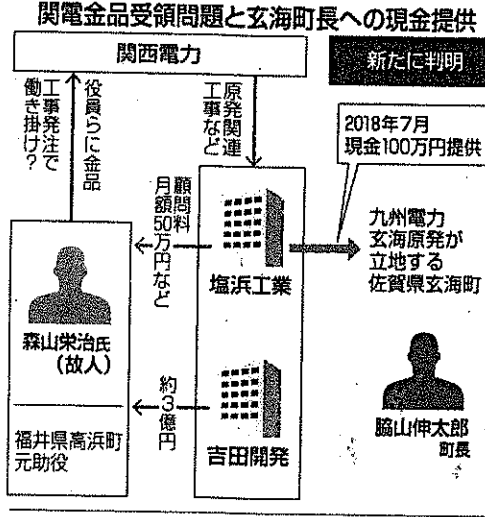 関電金品受領問題と玄海町長への現金提供
関西電力
新たに判明
工事発注で
働き掛け？
役員らに金品
原発関連
工事など
2018年7月
現金100万円提供
顧問料
月額50万円など
塩浜工業
九州電力
玄海原発が
立地する
佐賀県玄海町
森山栄治氏
(故人)
約3億円
福井県高浜町
元助役
吉田開発
脇山伸太郎
町長